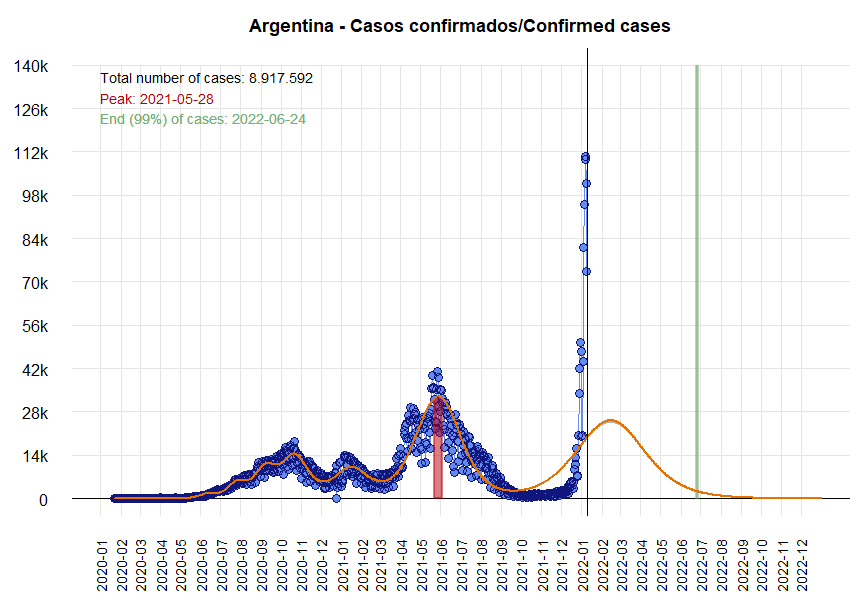 Argentina - Casos confirmados/Confirmed cases
140k
126k
112k
98k
84k
70k
56k
42k
28k
14k
0
Total number of cases: 8.917.592
Peak: 2021-05-28
End (99%) of cases: 2022-06-24
2020-01
2020-02
2020-03
2020-04
2020-05
2020-06
2020-07
2020-08
2020-09
2020-10
2020-11
2020-12
2021-01
2021-02
2021-03
2021-04
2021-05
2021-06
2021-07
2021-08
2021-09
2021-10
2021-11
2021-12
2022-01
2022-02
2022-03
2022-04
2022-05
2022-06
2022-07
2022-08
2022-09
2022-10
2022-11
2022-12